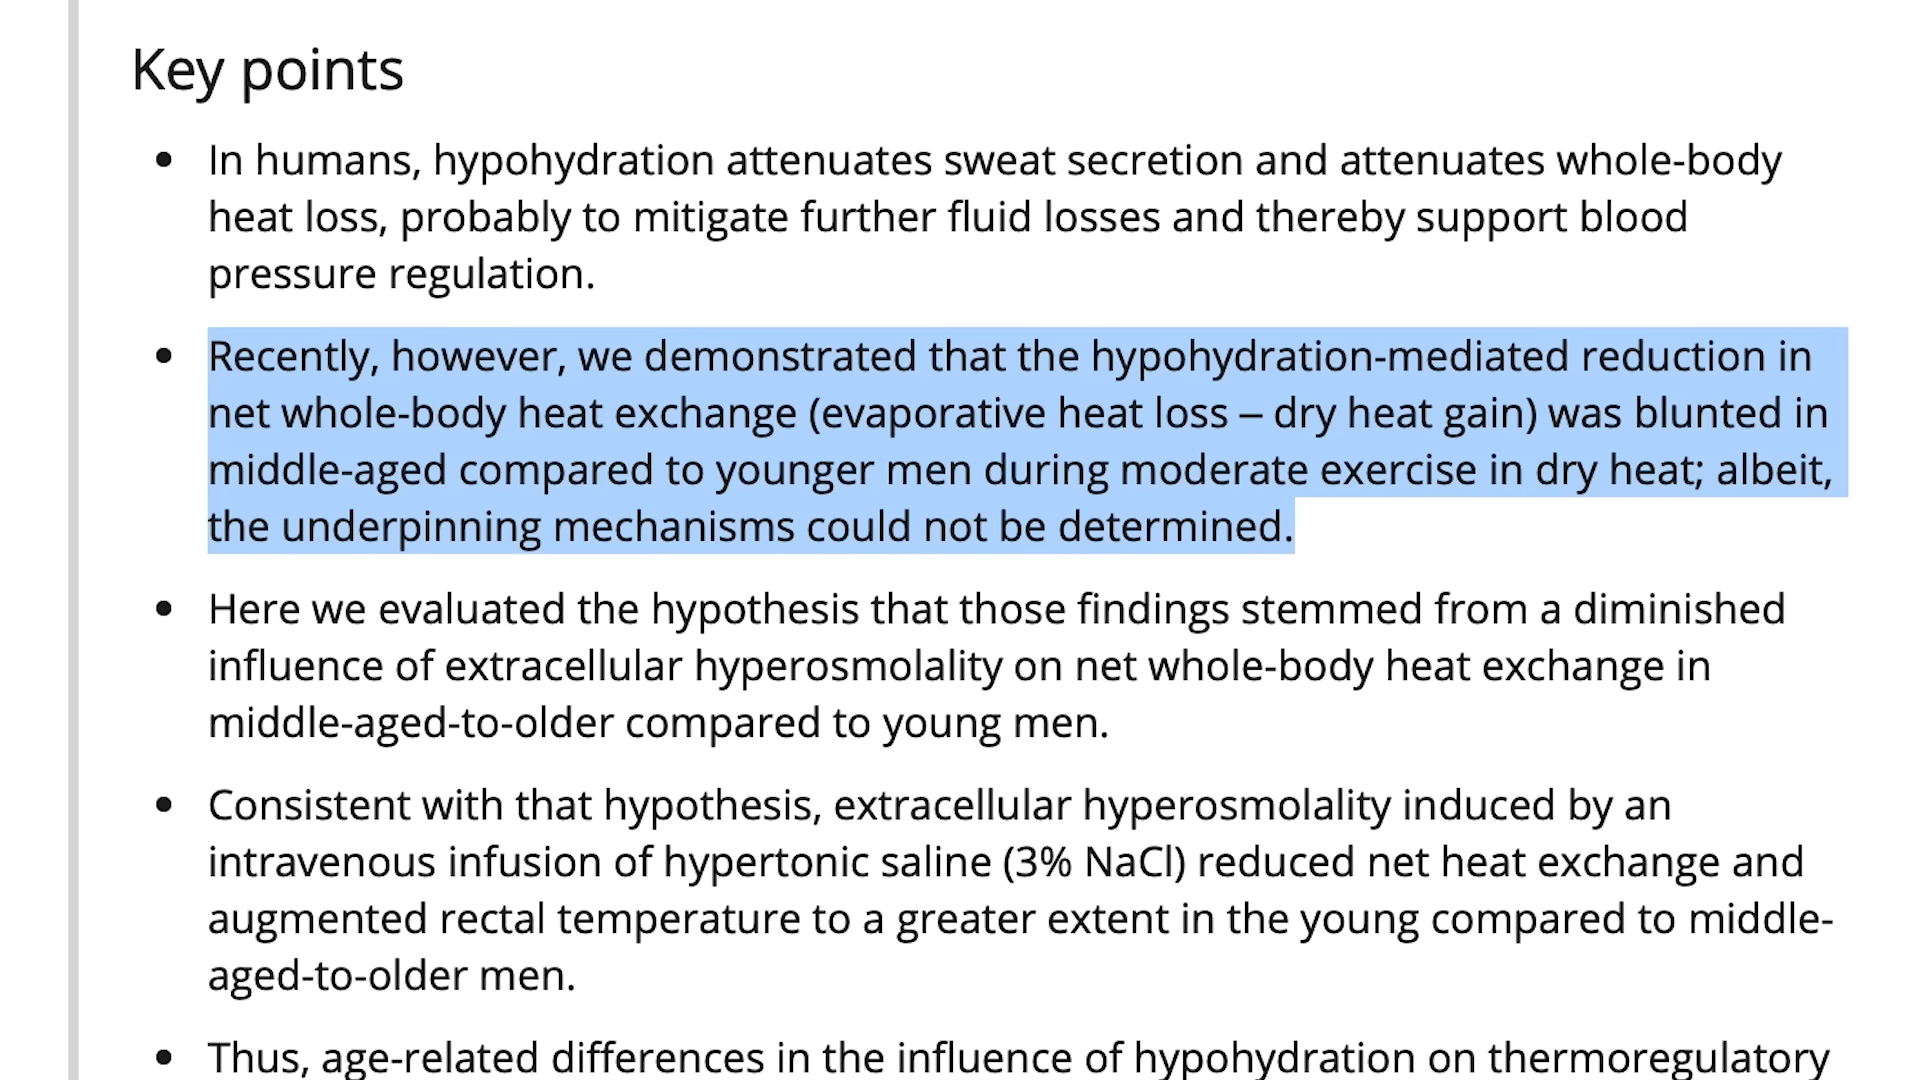 Key points
• In humans, hypohydration attenuates sweat secretion and attenuates whole-body
heat loss, probably to mitigate further fluid losses and thereby support blood
pressure regulation.
• Recently, however, we demonstrated that the hypohydration-mediated reduction in
net whole-body heat exchange (evaporative heat loss – dry heat gain) was blunted in
middle-aged compared to younger men during moderate exercise in dry heat; albeit,
the underpinning mechanisms could not be determined.
• Here we evaluated the hypothesis that those findings stemmed from a diminished
influence of extracellular hyperosmolality on net whole-body heat exchange in
middle-aged-to-older compared to young men.
• Consistent with that hypothesis, extracellular hyperosmolality induced by an
intravenous infusion of hypertonic saline (3% NaCl) reduced net heat exchange and
augmented rectal temperature to a greater extent in the young compared to middle-
aged-to-older men.
• Thus, age-related differences in the influence of hypohydration on thermoregulatory